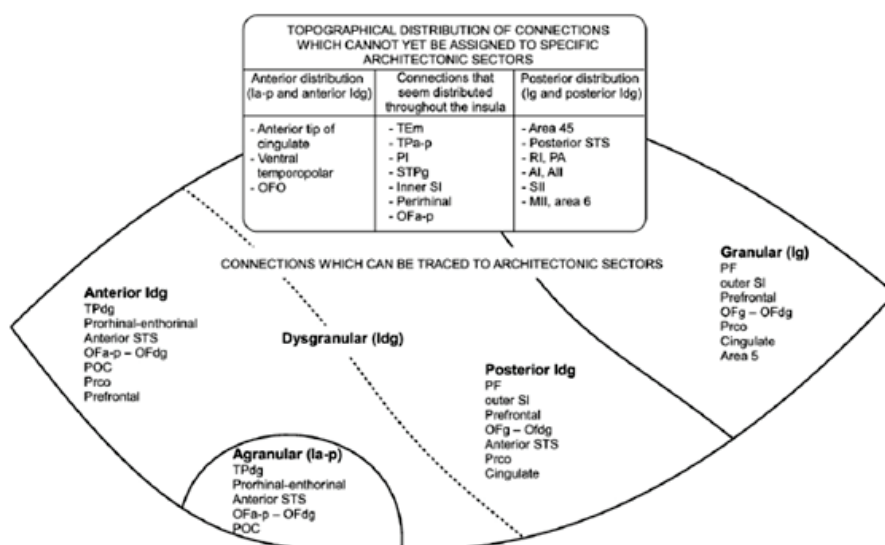 TOPOGRAPHICAL DISTRIBUTION OF CONNECTIONS
WHICH CANNOT YET BE ASSIGNED TO SPECIFIC
ARCHITECTONIC SECTORS
Anterior distribution
(Ia-p and anterior Idg)
- Anterior tip of
cingulate
- Ventral
temporopolar
- OFO
Connections that
seem distributed
throughout the insula
- TEm
- TPa-p
- PI
- STPg
- Inner SI
- Perirhinal
- OFa-p
Posterior distribution
(Ig and posterior Idg)
- Area 45
- Posterior STS
- RI, PA
- AI, AII
- SII
- MII, area 6
CONNECTIONS WHICH CAN BE TRACED TO ARCHITECTONIC SECTORS
Anterior Idg
TPdg
Prorhinal-enthorinal
Anterior STS
OFa-p – OFdg
POC
Prco
Prefrontal
Agranular (Ia-p)
TPdg
Prorhinal-enthorinal
Anterior STS
OFa-p – OFdg
POC
Dysgranular (Idg)
Posterior Idg
PF
outer SI
Prefrontal
OFg – Ofdg
Anterior STS
Prco
Cingulate
Granular (Ig)
PF
outer SI
Prefrontal
OFg – OFdg
Prco
Cingulate
Area 5